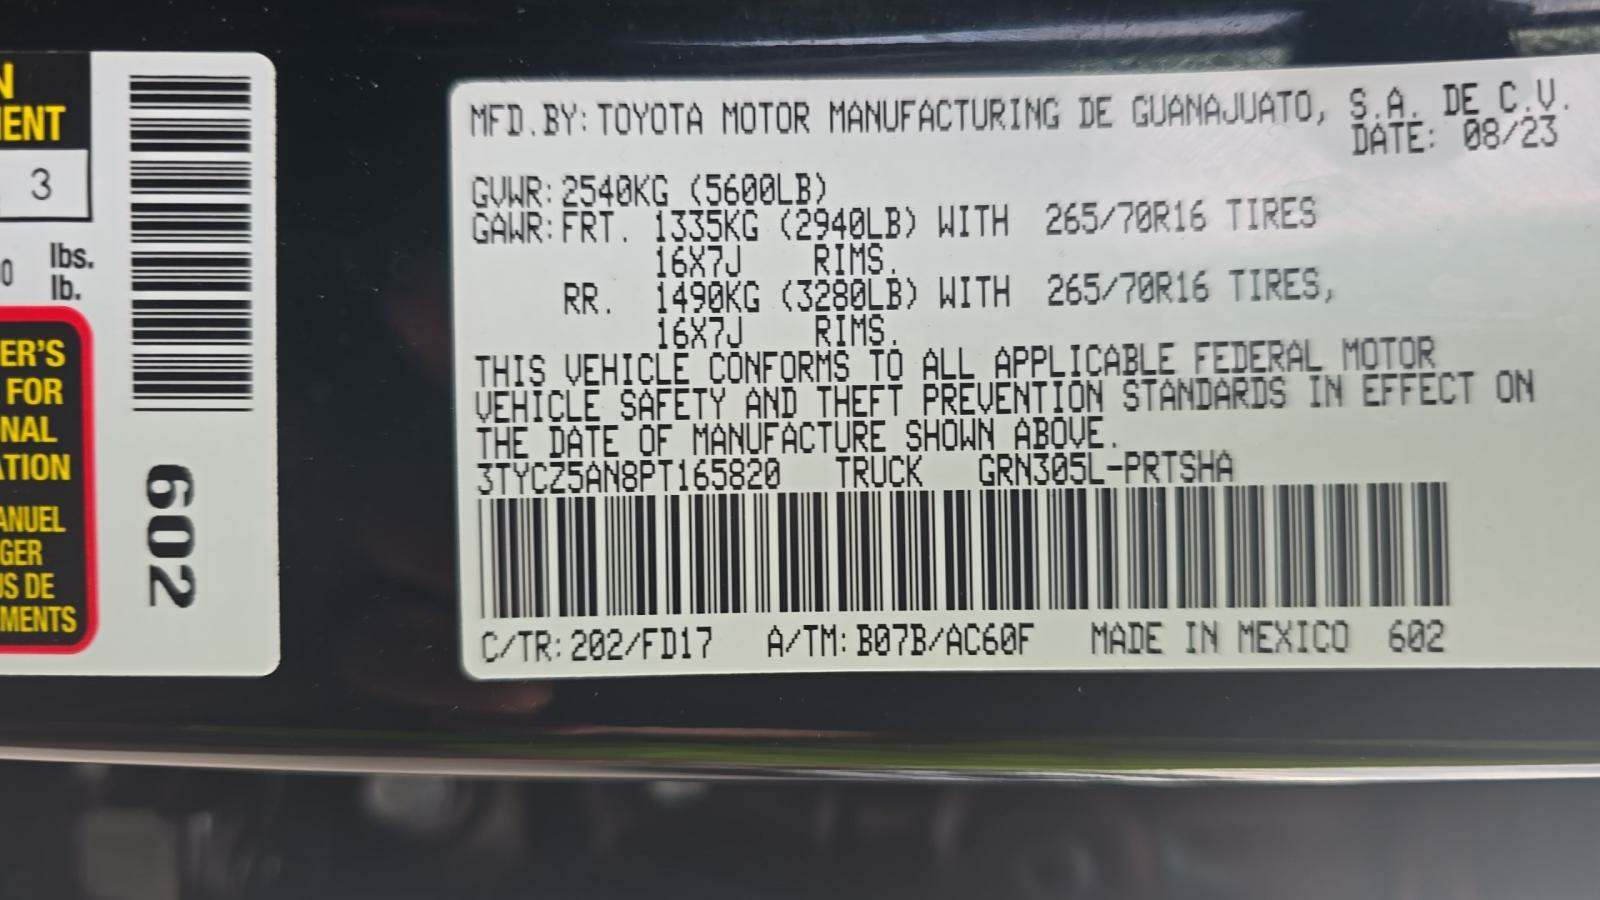 N
ENT
3
0 lbs.
lb.
ER'S
FOR
NAL
ATION
ANUEL
GER
US DE
MENTS
602
MFD.BY: TOYOTA MOTOR MANUFACTURING DE GUANAJUATO, S.A. DE C.V.
DATE: 08/23
GVWR: 2540KG (5600LB)
GAWR: FRT. 1335KG (2940LB) WITH 265/70R16 TIRES
16X7J RIMS.
RR. 1490KG (3280LB) WITH 265/70R16 TIRES,
16X7J RIMS.
THIS VEHICLE CONFORMS TO ALL APPLICABLE FEDERAL MOTOR
VEHICLE SAFETY AND THEFT PREVENTION STANDARDS IN EFFECT ON
THE DATE OF MANUFACTURE SHOWN ABOVE.
3TYCZ5AN8PT165820 TRUCK GRN305L-PRTSHA
C/TR: 202/FD17 A/TM: B07B/AC60F MADE IN MEXICO 602